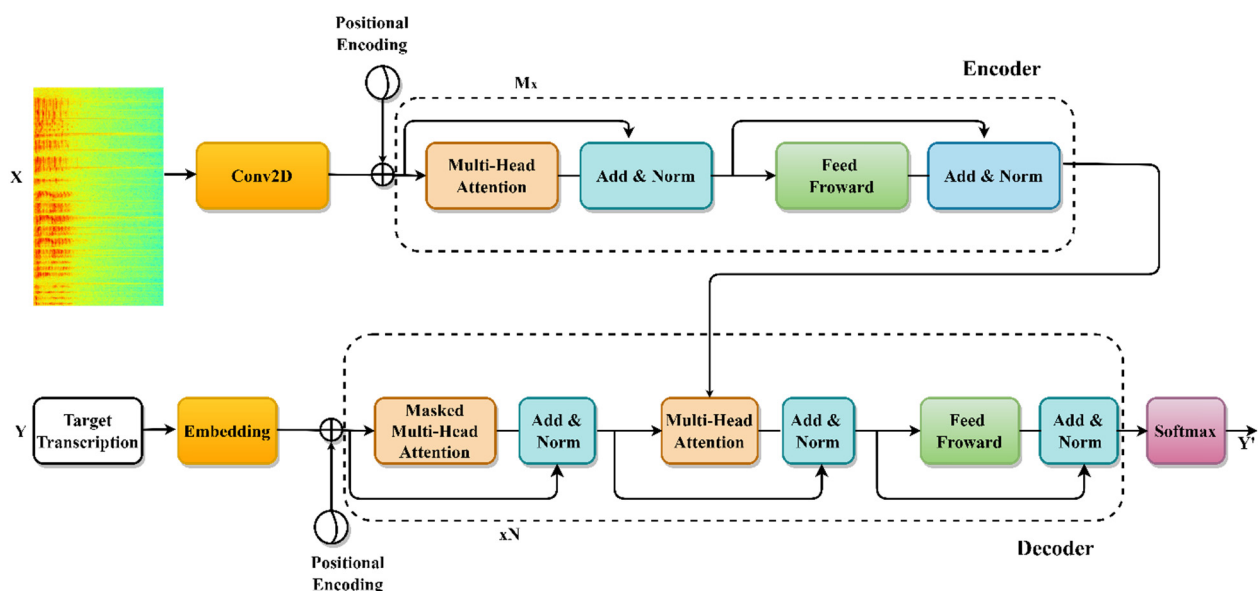 Positional
Encoding
Encoder
Mx
X
Conv2D
Multi-Head
Attention
Add & Norm
Feed
Froward
Add & Norm
Y
Target
Transcription
Embedding
Masked
Multi-Head
Attention
Add &
Norm
Multi-Head
Attention
Add &
Norm
Feed
Froward
Add &
Norm
Softmax
Y'
xN
Decoder
Positional
Encoding